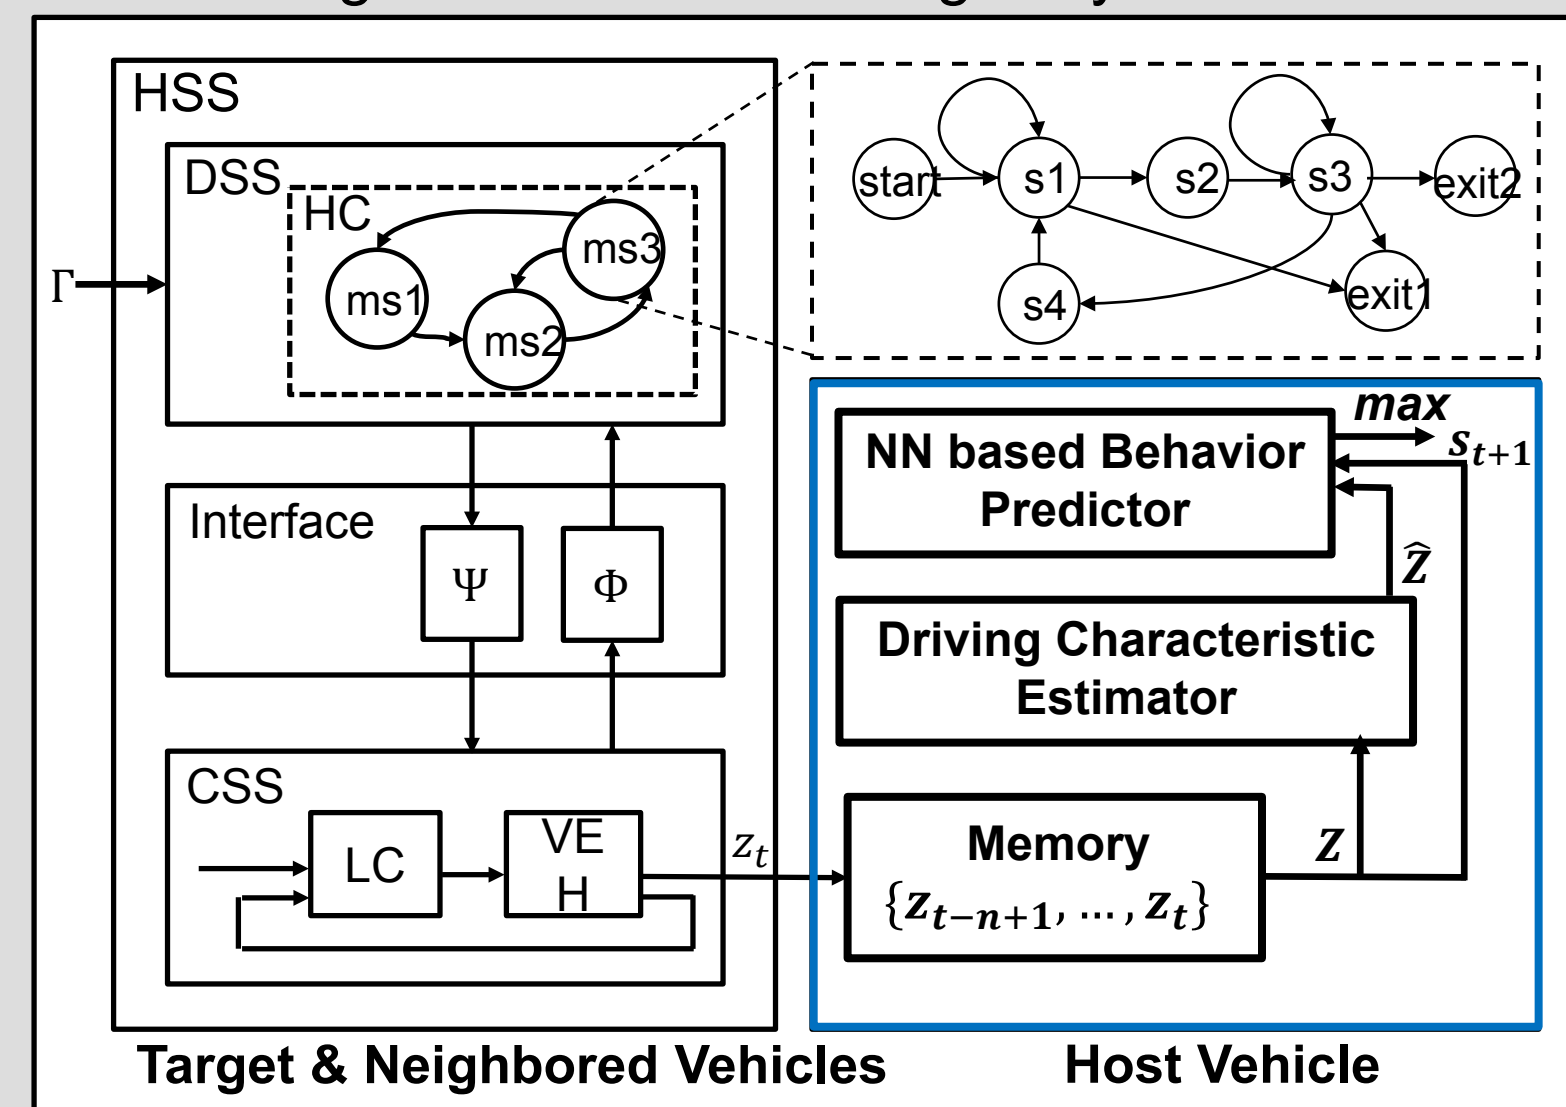 HSS
DSS
HC
ms1
ms2
ms3
Γ
Interface
Ψ
Φ
CSS
LC
VE
H
z_t
Target & Neighbored Vehicles
start
s1
s2
s3
exit2
s4
exit1
max
s_{t+1}
NN based Behavior
Predictor
Ẑ
Driving Characteristic
Estimator
Memory
{z_{t−n+1}, … , z_t}
Z
Host Vehicle